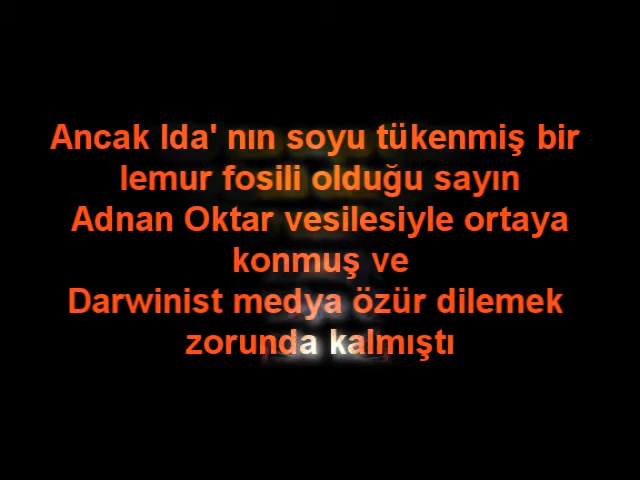 Ancak Ida' nın soyu tükenmiş bir
lemur fosili olduğu sayın
Adnan Oktar vesilesiyle ortaya
konmuş ve
Darwinist medya özür dilemek
zorunda kalmıştı